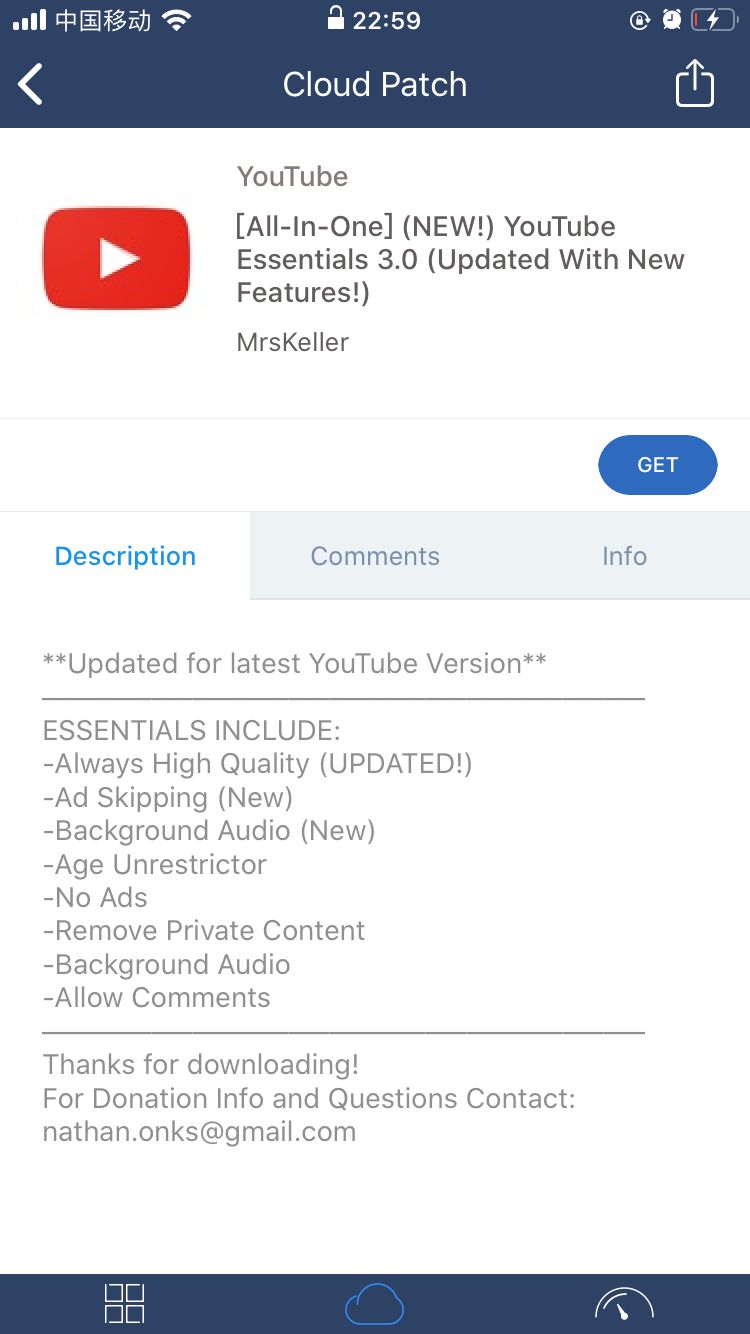 中国移动 22:59
Cloud Patch
YouTube
[All-In-One] (NEW!) YouTube
Essentials 3.0 (Updated With New
Features!)
MrsKeller
GET
Description Comments Info
**Updated for latest YouTube Version**
ESSENTIALS INCLUDE:
-Always High Quality (UPDATED!)
-Ad Skipping (New)
-Background Audio (New)
-Age Unrestrictor
-No Ads
-Remove Private Content
-Background Audio
-Allow Comments
Thanks for downloading!
For Donation Info and Questions Contact:
nathan.onks@gmail.com